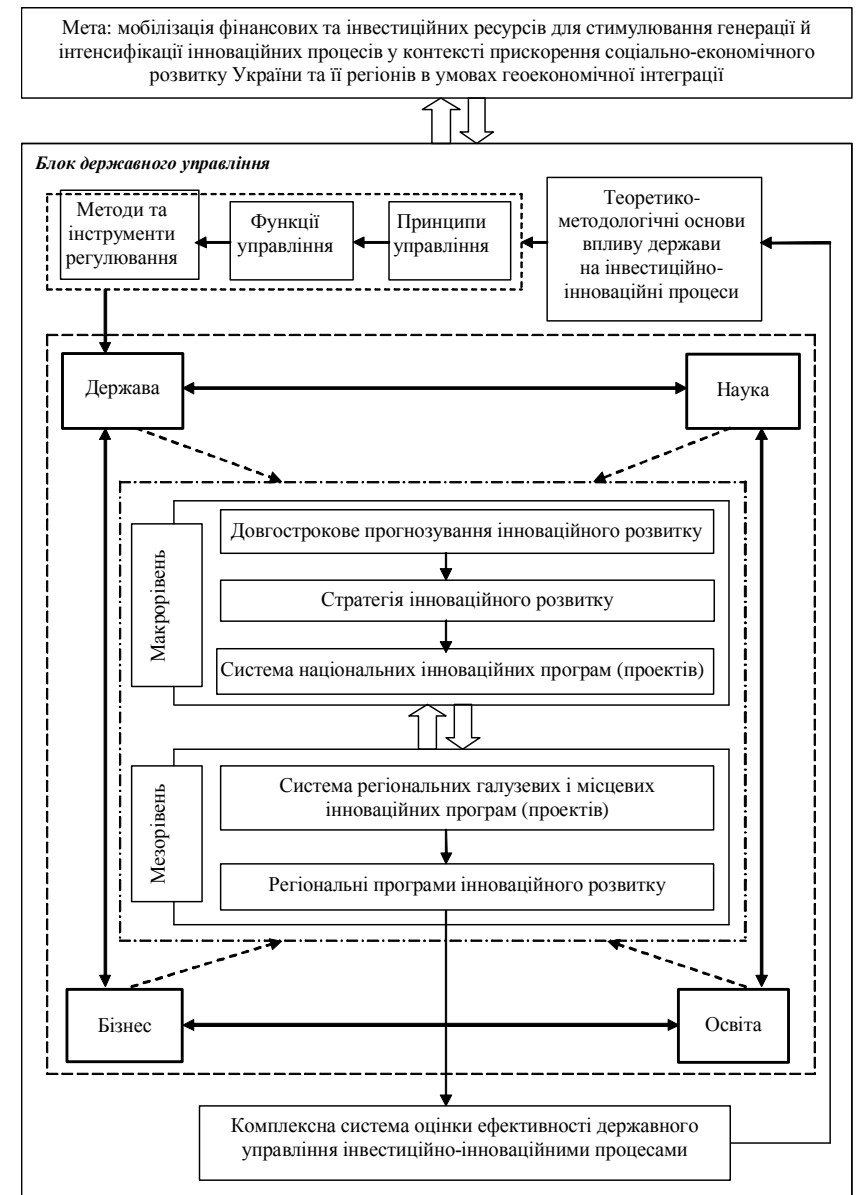 Мета: мобілізація фінансових та інвестиційних ресурсів для стимулювання генерації й
інтенсифікації інноваційних процесів у контексті прискорення соціально-економічного
розвитку України та її регіонів в умовах геоекономічної інтеграції
Блок державного управління
Методи та
інструменти
регулювання
Функції
управління
Принципи
управління
Теоретико-
методологічні основи
впливу держави
на інвестиційно-
інноваційні процеси
Держава
Наука
Макрорівень
Довгострокове прогнозування інноваційного розвитку
Стратегія інноваційного розвитку
Система національних інноваційних програм (проектів)
Мезорівень
Система регіональних галузевих і місцевих
інноваційних програм (проектів)
Регіональні програми інноваційного розвитку
Бізнес
Освіта
Комплексна система оцінки ефективності державного
управління інвестиційно-інноваційними процесами